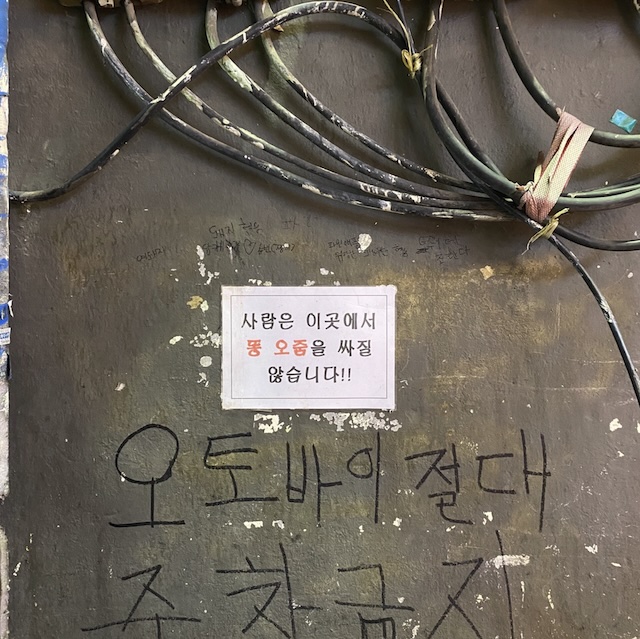 사람은 이곳에서
똥 오줌을 싸질
않습니다!!
오토바이 절대
주차금지